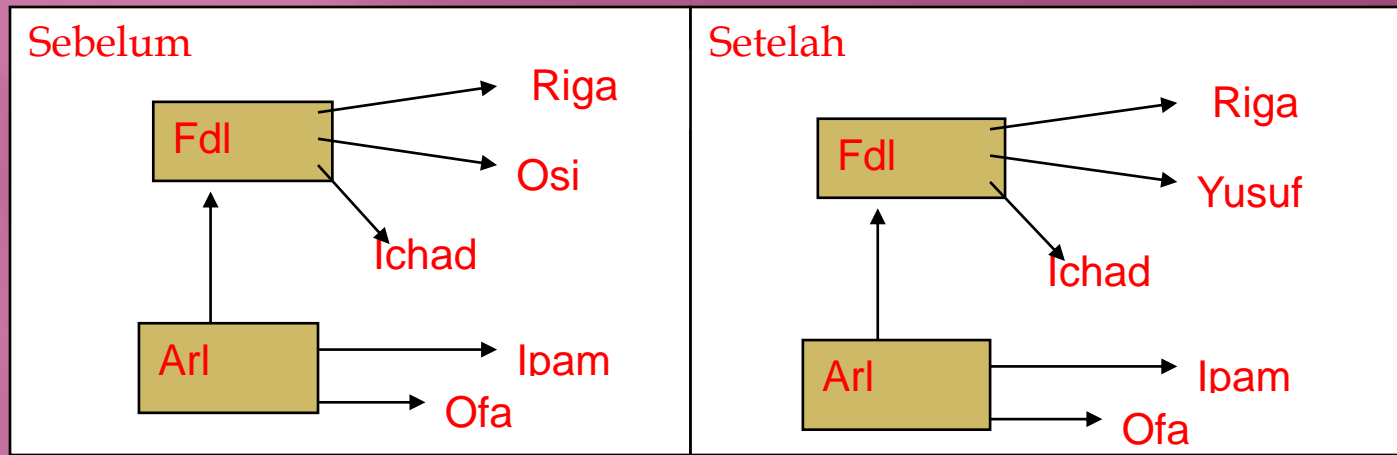 Sebelum
Riga
Fdl
Osi
Ichad
Arl
Ipam
Ofa
Setelah
Riga
Fdl
Yusuf
Ichad
Arl
Ipam
Ofa